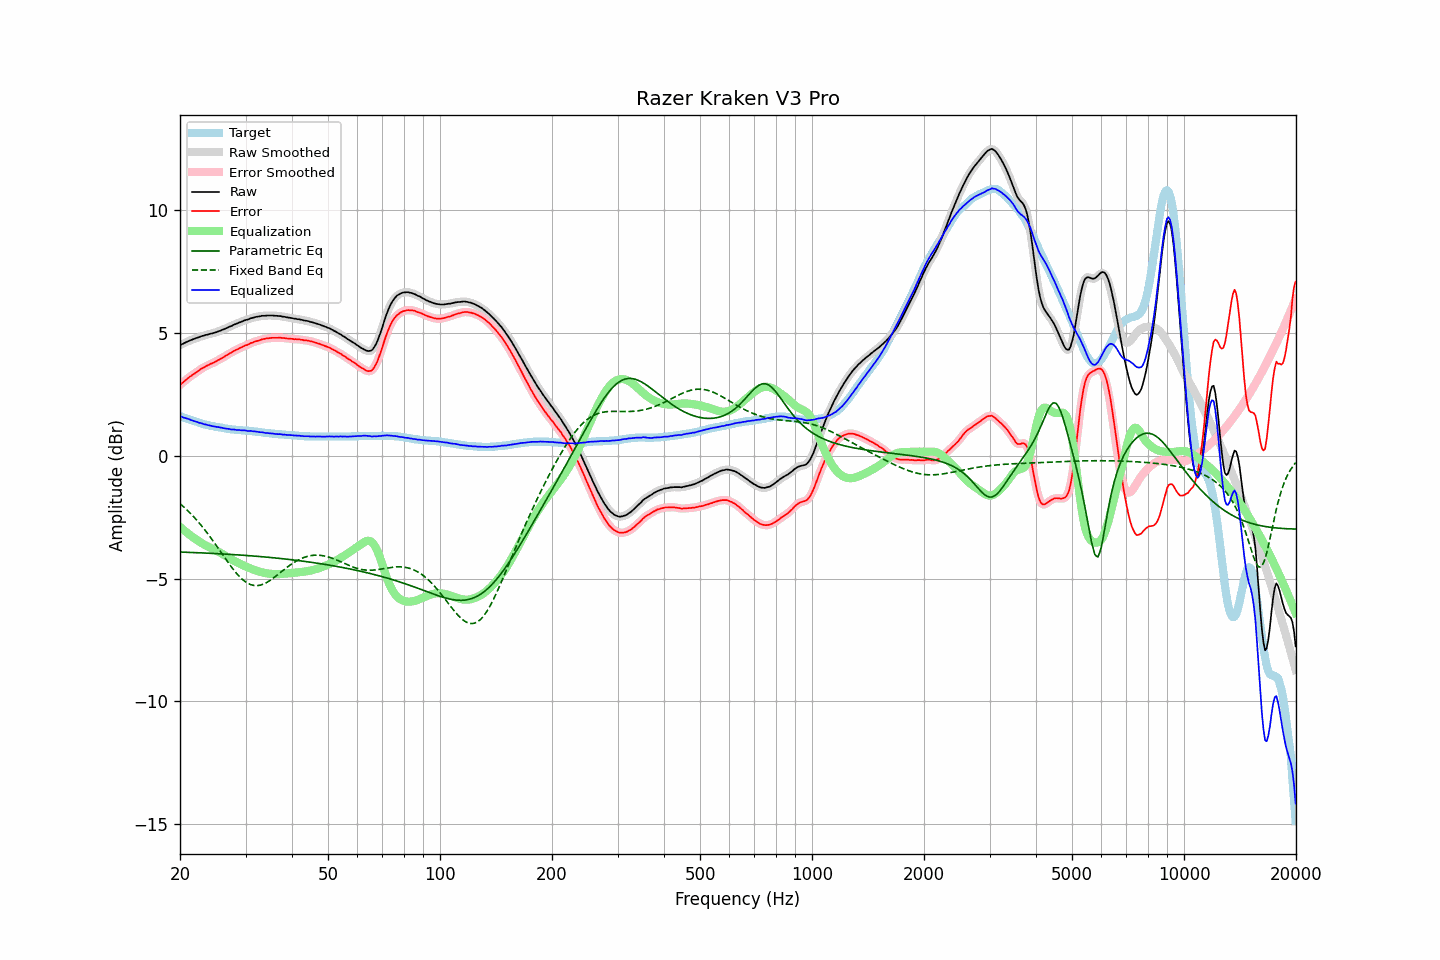 Razer Kraken V3 Pro
Target
Raw Smoothed
Error Smoothed
Raw
Error
Equalization
Parametric Eq
Fixed Band Eq
Equalized
Amplitude (dBr)
10
5
0
−5
−10
−15
20
50
100
200
500
1000
2000
5000
10000
20000
Frequency (Hz)